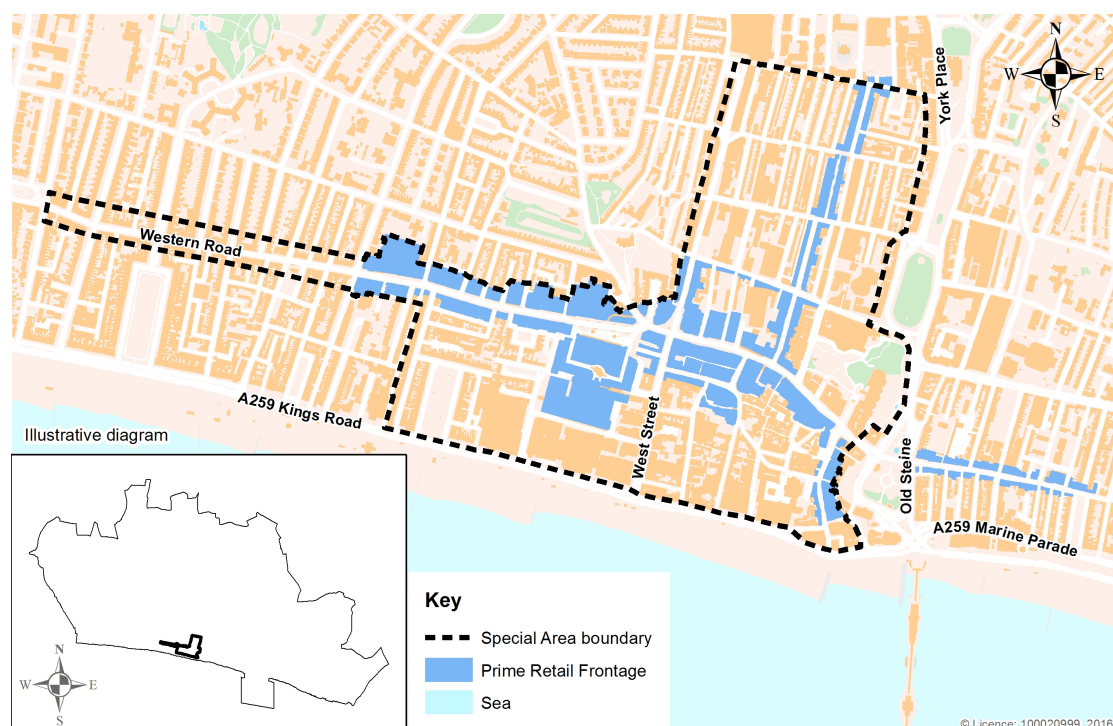 N
W E
S
York Place
Western Road
A259 Kings Road
West Street
Old Steine
A259 Marine Parade
Illustrative diagram
N
W E
S
Key
Special Area boundary
Prime Retail Frontage
Sea
© Licence: 100020999, 2016